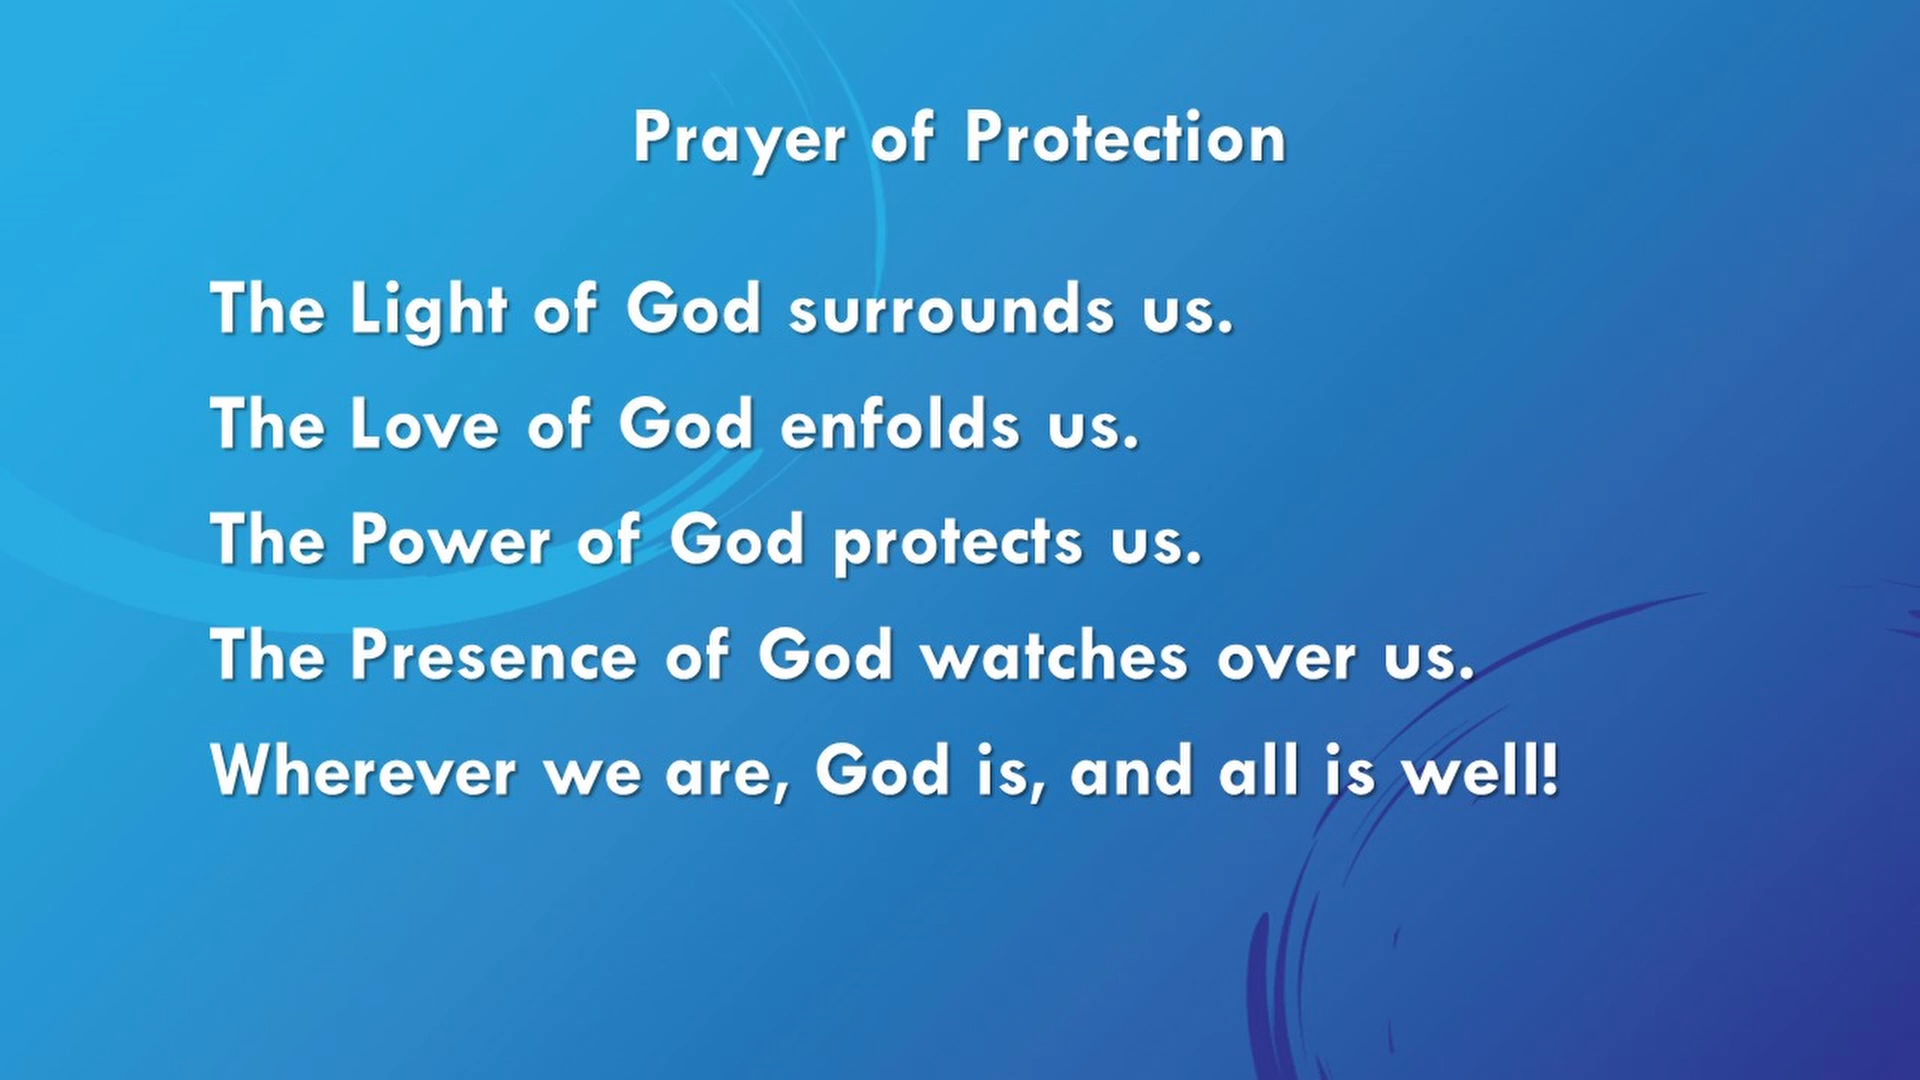 Prayer of Protection
The Light of God surrounds us.
The Love of God enfolds us.
The Power of God protects us.
The Presence of God watches over us.
Wherever we are, God is, and all is well!